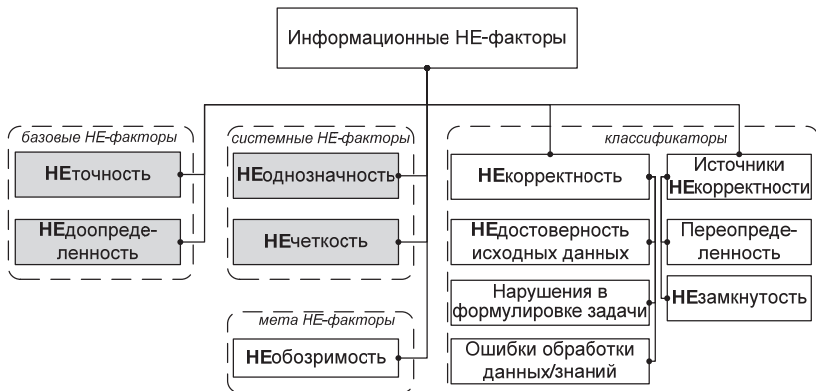 Информационные НЕ-факторы
базовые НЕ-факторы
НЕточность
НЕдоопреде-
ленность
системные НЕ-факторы
НЕоднозначность
НЕчеткость
мета НЕ-факторы
НЕобозримость
классификаторы
НЕкорректность
НЕдостоверность
исходных данных
Нарушения в
формулировке задачи
Ошибки обработки
данных/знаний
Источники
НЕкорректности
Переопреде-
ленность
НЕзамкнутость